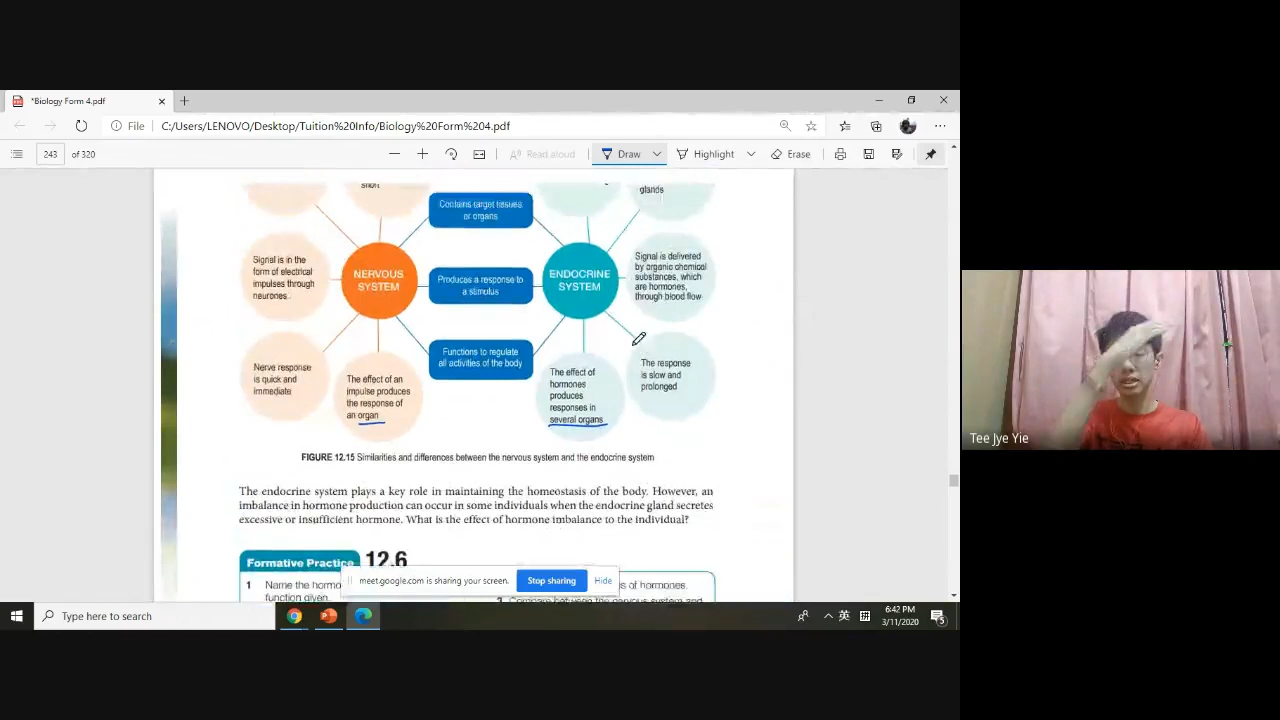 *Biology Form 4.pdf
File
C:/Users/LENOVO/Desktop/Tuition%20Info/Biology%20Form%204.pdf
243
of 320
Read aloud
Draw
Highlight
Erase
short
glands
Contains target tissues
or organs
Signal is in the
form of electrical
impulses through
neurones.
NERVOUS
SYSTEM
Produces a response to
a stimulus
ENDOCRINE
SYSTEM
Signal is delivered
by organic chemical
substances, which
are hormones,
through blood flow
Nerve response
is quick and
immediate
The effect of an
impulse produces
the response of
an organ
Functions to regulate
all activities of the body
The effect of
hormones
produces
responses in
several organs
The response
is slow and
prolonged
FIGURE 12.15 Similarities and differences between the nervous system and the endocrine system
The endocrine system plays a key role in maintaining the homeostasis of the body. However, an
imbalance in hormone production can occur in some individuals when the endocrine gland secretes
excessive or insufficient hormone. What is the effect of hormone imbalance to the individual?
Formative Practice 12.6
1 Name the hormo
function given.
es of hormones.
3 Compare between the nervous system and
meet.google.com is sharing your screen.
Stop sharing
Hide
Type here to search
英
6:42 PM
3/11/2020
5
Tee Jye Yie